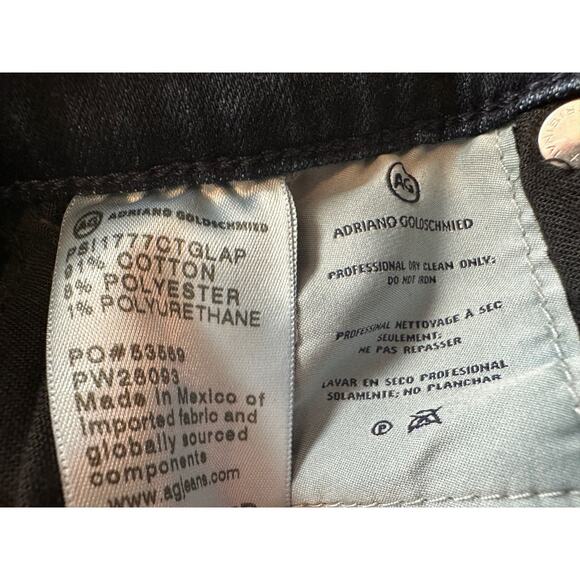 AG ADRIANO GOLDSCHMIED
PSI1777CTGLAP
91% COTTON
8% POLYESTER
1% POLYURETHANE
PO#53569
PW28093
Made in Mexico of
imported fabric and
globally sourced
components
www.agjeans.com
AG
ADRIANO GOLDSCHMIED
PROFESSIONAL DRY CLEAN ONLY:
DO NOT IRON
PROFESSINAL NETTOYAGE À SEC
SEULEMENT:
NE PAS REPASSER
LAVAR EN SECO PROFESIONAL
SOLAMENTE: NO PLANCHAR
P